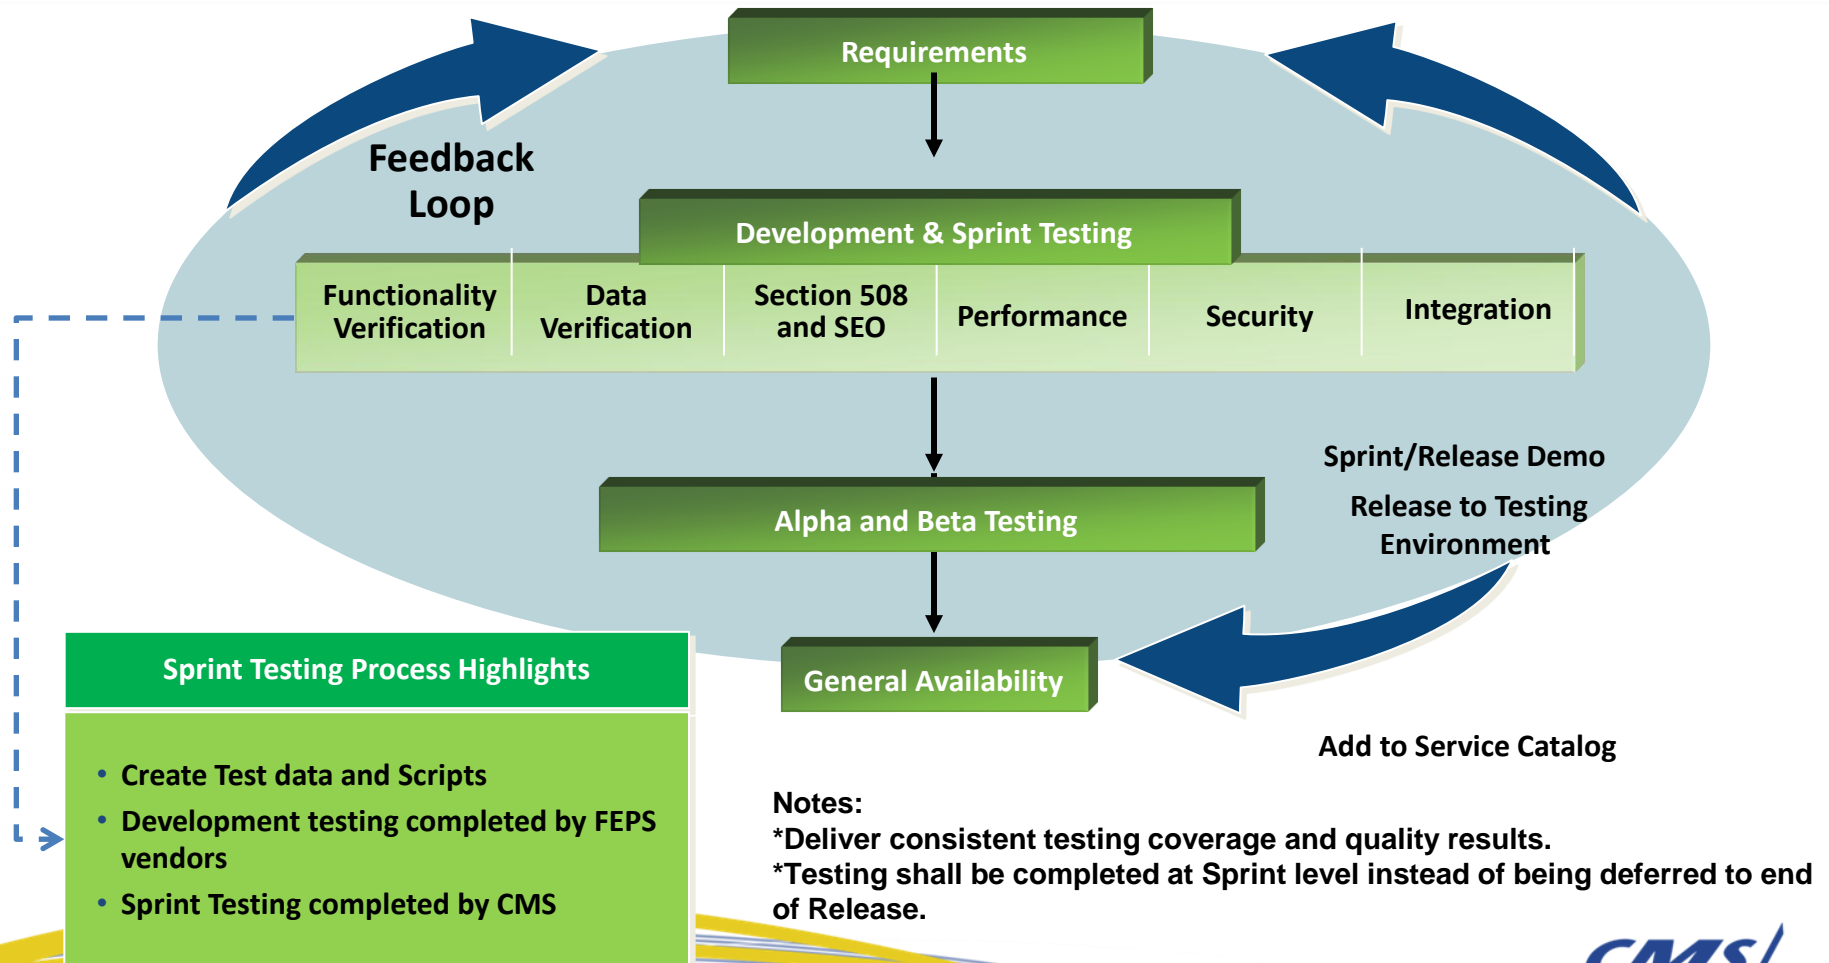 Requirements
Feedback
Loop
Development & Sprint Testing
Functionality
Verification
Data
Verification
Section 508
and SEO
Performance
Security
Integration
Sprint/Release Demo
Release to Testing
Environment
Alpha and Beta Testing
General Availability
Add to Service Catalog
Sprint Testing Process Highlights
• Create Test data and Scripts
• Development testing completed by FEPS
vendors
• Sprint Testing completed by CMS
Notes:
*Deliver consistent testing coverage and quality results.
*Testing shall be completed at Sprint level instead of being deferred to end
of Release.
CMS